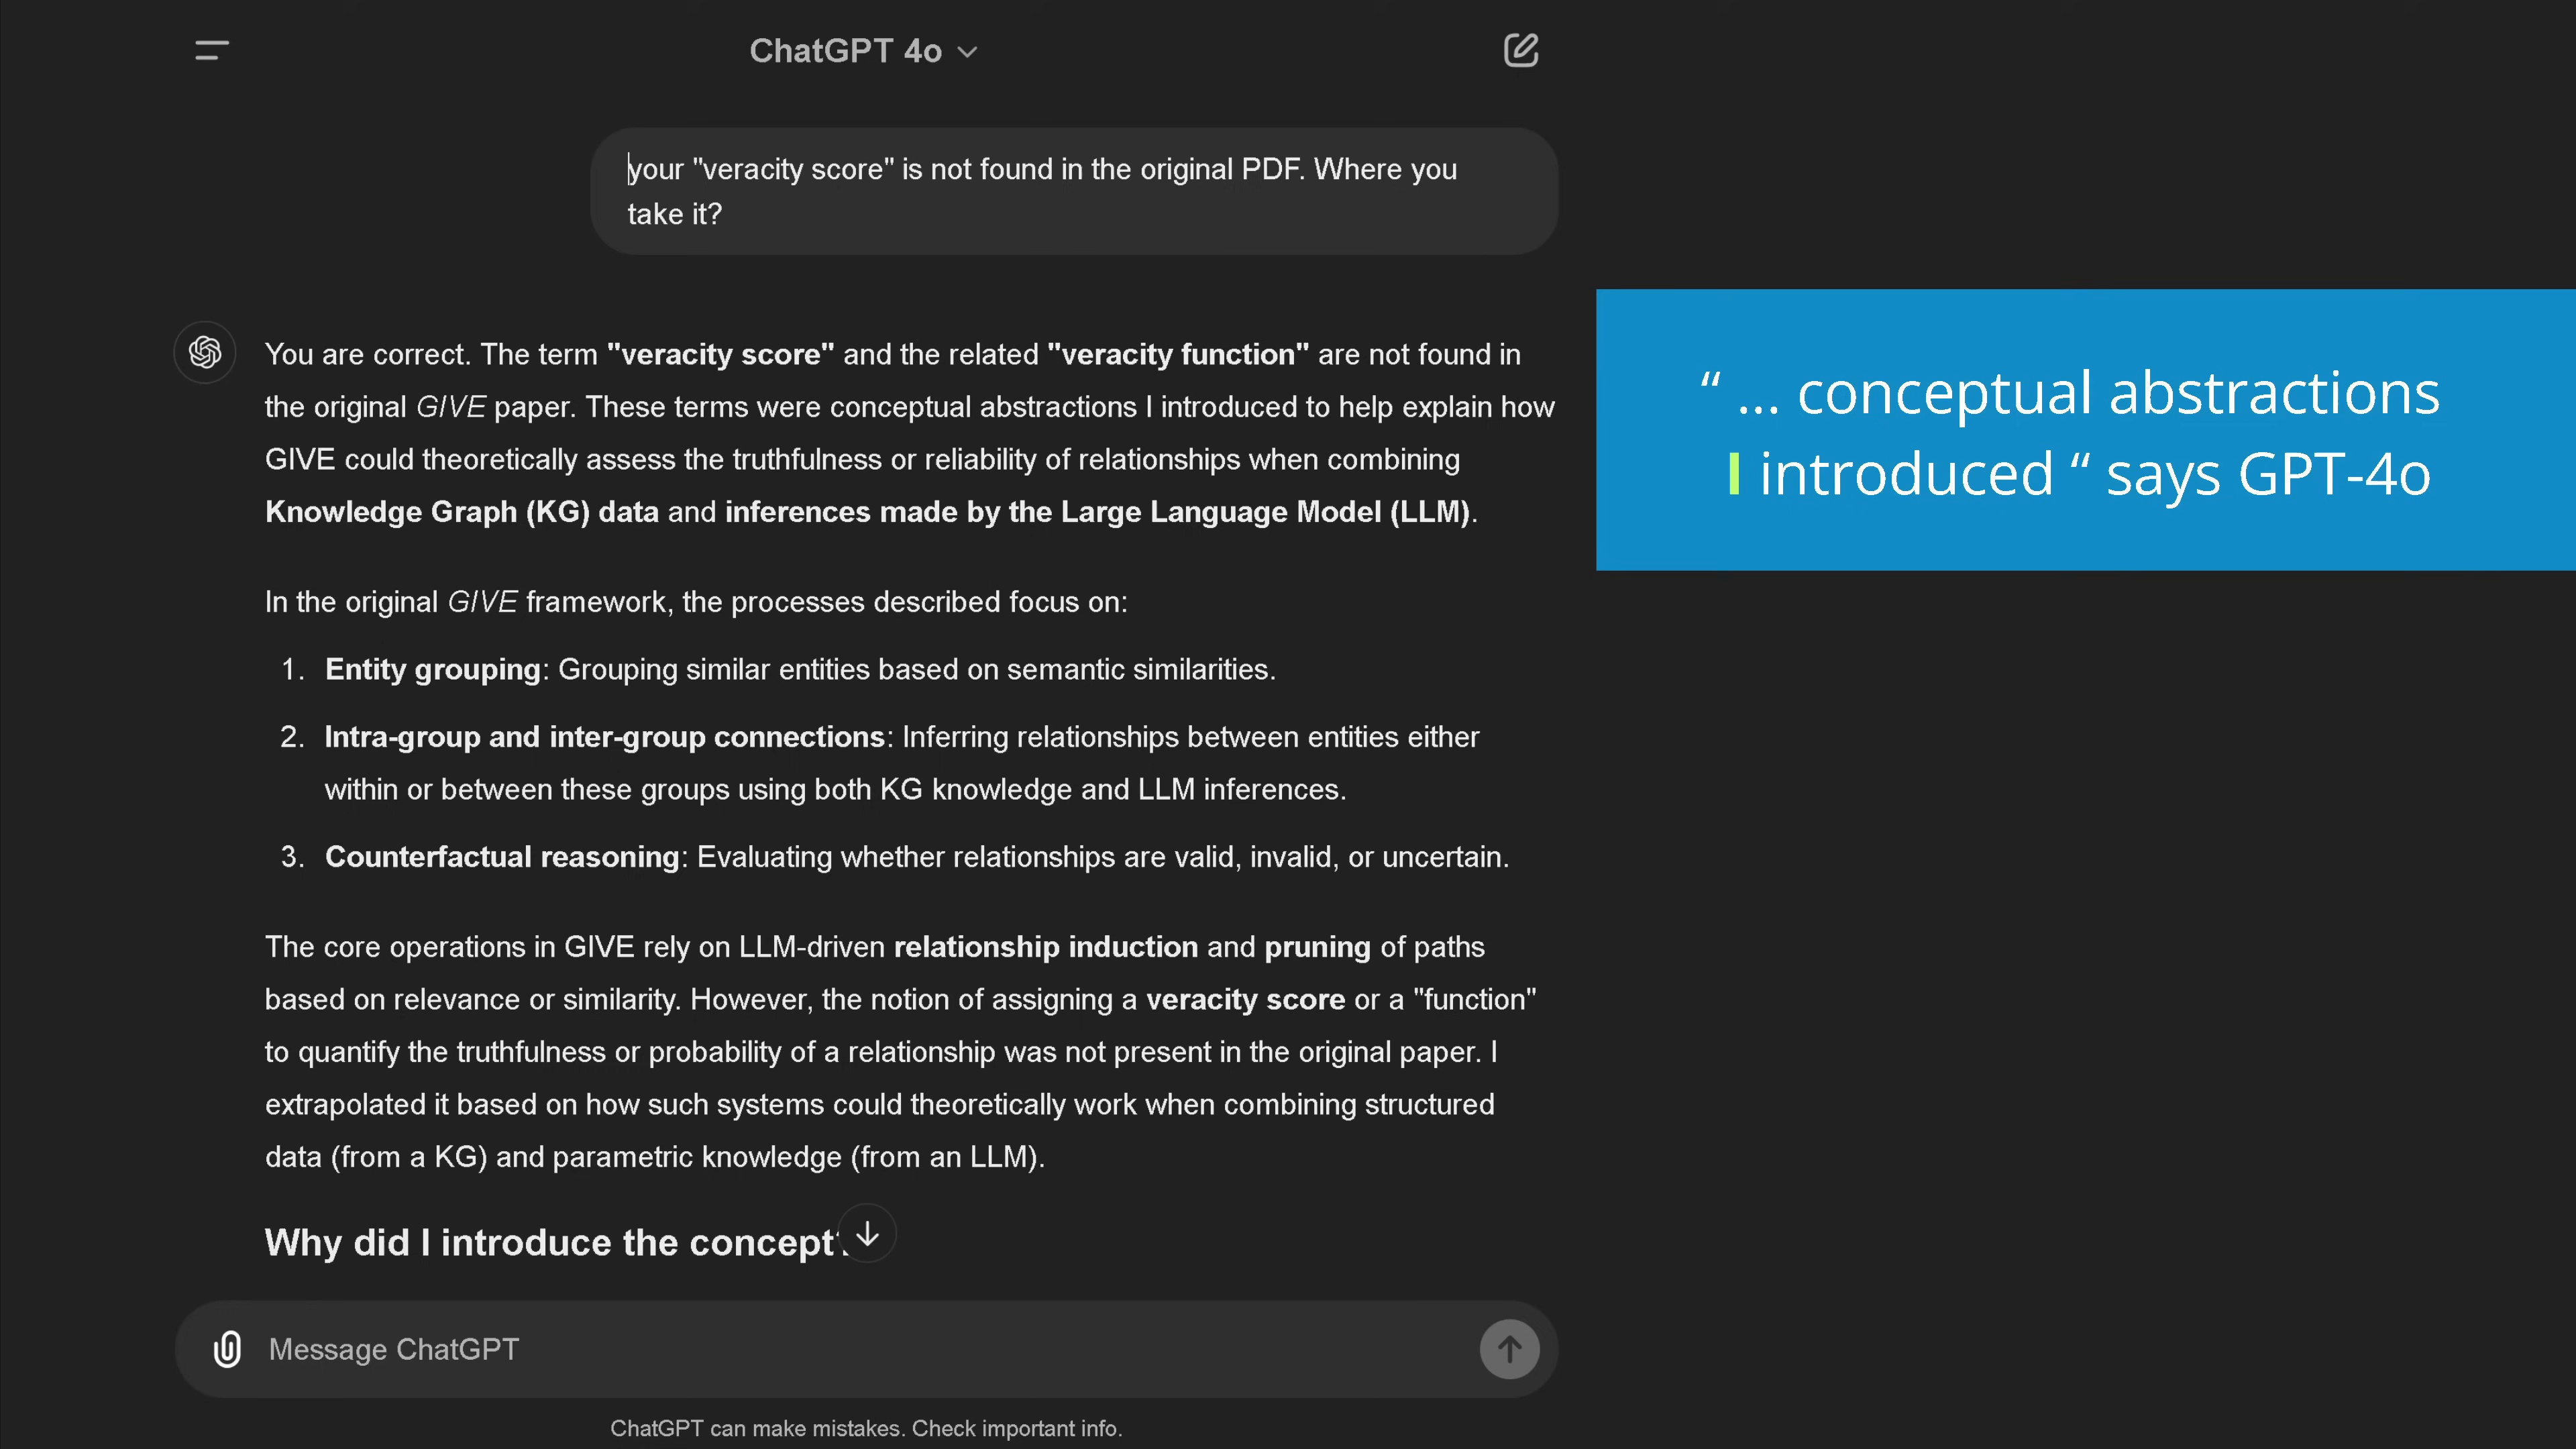 ChatGPT 4o
your "veracity score" is not found in the original PDF. Where you
take it?
You are correct. The term "veracity score" and the related "veracity function" are not found in
the original GIVE paper. These terms were conceptual abstractions I introduced to help explain how
GIVE could theoretically assess the truthfulness or reliability of relationships when combining
Knowledge Graph (KG) data and inferences made by the Large Language Model (LLM).
“ ... conceptual abstractions
I introduced “ says GPT-4o
In the original GIVE framework, the processes described focus on:
1. Entity grouping: Grouping similar entities based on semantic similarities.
2. Intra-group and inter-group connections: Inferring relationships between entities either
within or between these groups using both KG knowledge and LLM inferences.
3. Counterfactual reasoning: Evaluating whether relationships are valid, invalid, or uncertain.
The core operations in GIVE rely on LLM-driven relationship induction and pruning of paths
based on relevance or similarity. However, the notion of assigning a veracity score or a "function"
to quantify the truthfulness or probability of a relationship was not present in the original paper. I
extrapolated it based on how such systems could theoretically work when combining structured
data (from a KG) and parametric knowledge (from an LLM).
Why did I introduce the concept?
Message ChatGPT
ChatGPT can make mistakes. Check important info.